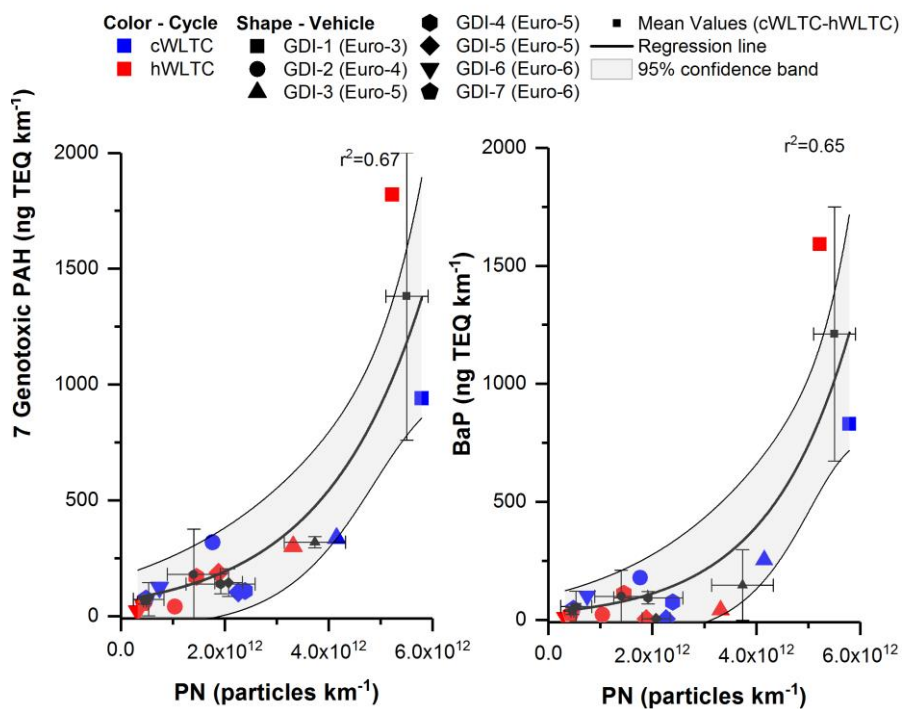 Color - Cycle
cWLTC
hWLTC
Shape - Vehicle
GDI-1 (Euro-3)
GDI-2 (Euro-4)
GDI-3 (Euro-5)
GDI-4 (Euro-5)
GDI-5 (Euro-5)
GDI-6 (Euro-6)
GDI-7 (Euro-6)
Mean Values (cWLTC-hWLTC)
Regression line
95% confidence band
7 Genotoxic PAH (ng TEQ km⁻¹)
2000
1500
1000
500
0
r²=0.67
0.0
2.0x10¹²
4.0x10¹²
6.0x10¹²
PN (particles km⁻¹)
BaP (ng TEQ km⁻¹)
2000
1500
1000
500
0
r²=0.65
0.0
2.0x10¹²
4.0x10¹²
6.0x10¹²
PN (particles km⁻¹)